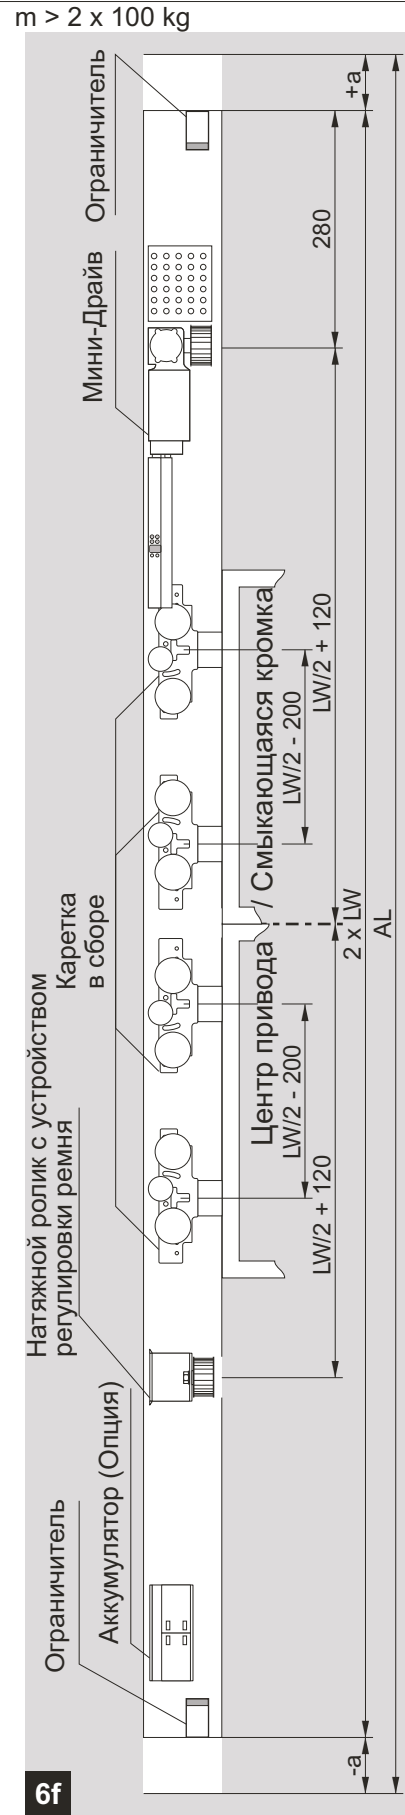 m > 2 x 100 kg
Ограничитель
Мини-Драйв
Каретка
в сборе
Натяжной ролик с устройством
регулировки ремня
Аккумулятор (Опция)
Ограничитель
Центр привода / Смыкающаяся кромка
LW/2 - 200
LW/2 - 200
LW/2 + 120
LW/2 + 120
280
+a
2 x LW
-a
AL
6f